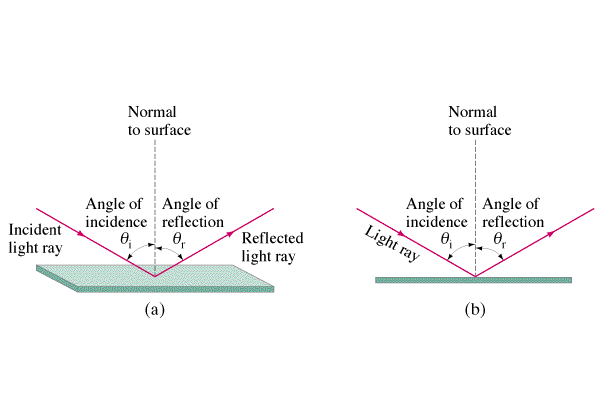 Normal
to surface
Angle of
incidence
θi
Angle of
reflection
θr
Incident
light ray
Reflected
light ray
(a)
Normal
to surface
Angle of
incidence
θi
Angle of
reflection
θr
Light ray
(b)